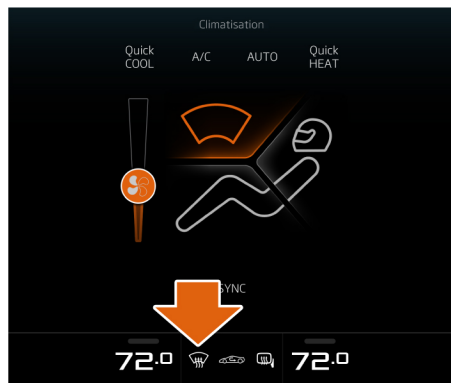 Climatisation
Quick
COOL
A/C
AUTO
Quick
HEAT
SYNC
72.0
72.0